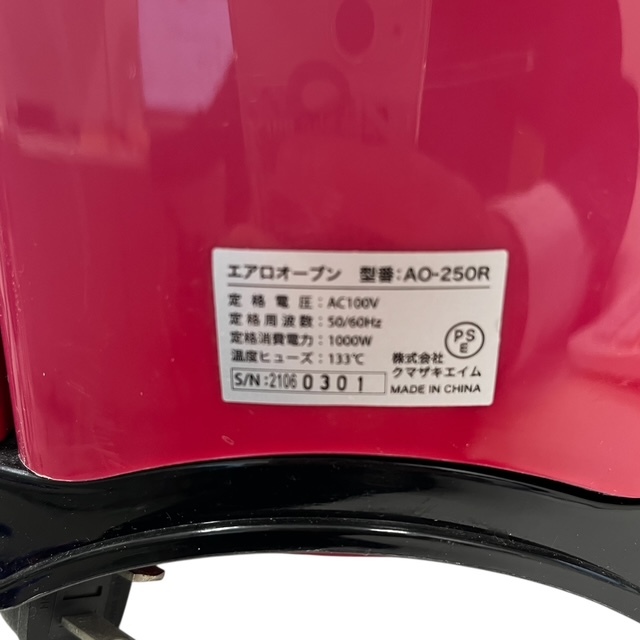 エアロオーブン 型番:AO-250R
定格電圧:AC100V
定格周波数:50/60Hz
定格消費電力:1000W
温度ヒューズ:133℃
S/N:2106 0301
PS
E
株式会社
クマザキエイム
MADE IN CHINA